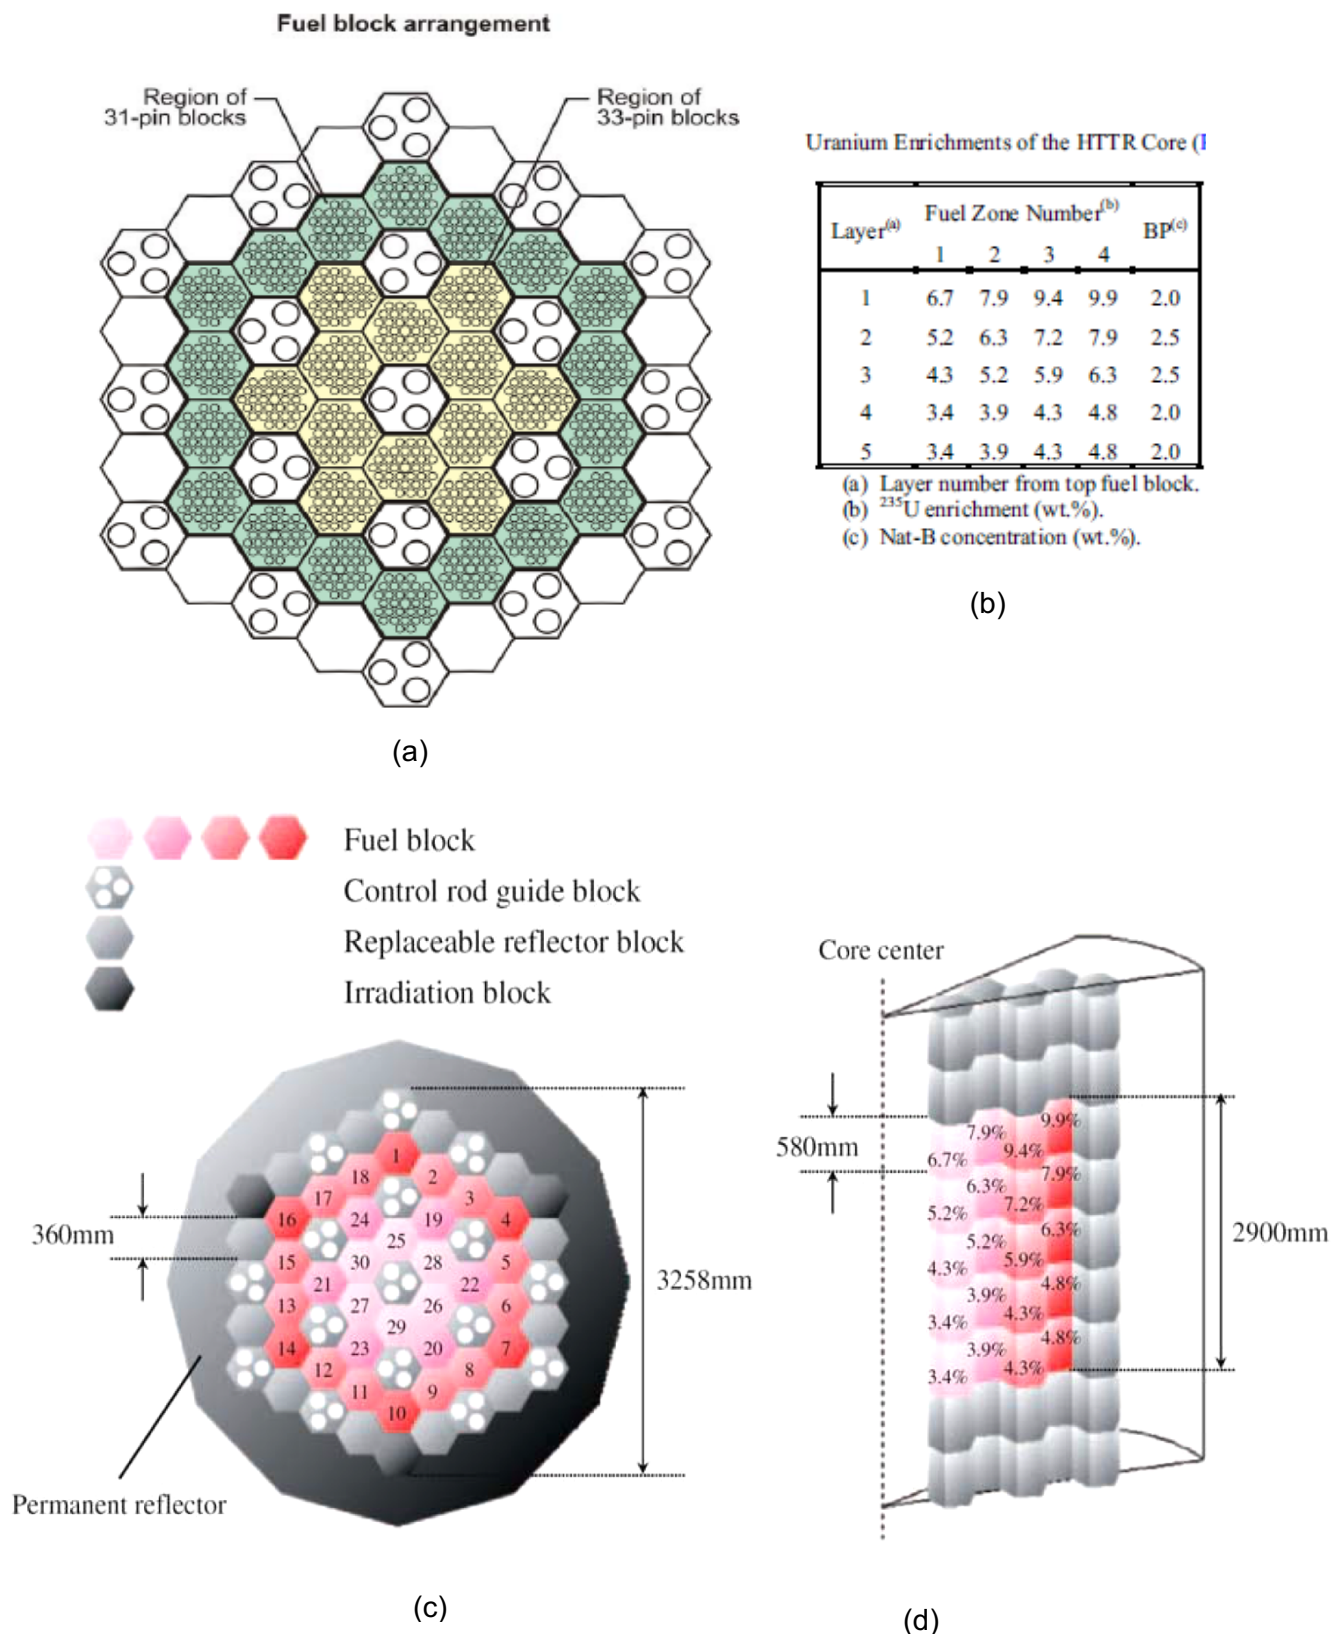 Fuel block arrangement
Region of
31-pin blocks
Region of
33-pin blocks
(a)
Uranium Enrichments of the HTTR Core (
Layer(a) Fuel Zone Number(b) BP(c)
1 2 3 4
1 6.7 7.9 9.4 9.9 2.0
2 5.2 6.3 7.2 7.9 2.5
3 4.3 5.2 5.9 6.3 2.5
4 3.4 3.9 4.3 4.8 2.0
5 3.4 3.9 4.3 4.8 2.0
(a) Layer number from top fuel block.
(b) 235U enrichment (wt.%).
(c) Nat-B concentration (wt.%).
(b)
Fuel block
Control rod guide block
Replaceable reflector block
Irradiation block
360mm
3258mm
1
18 2
17 3
16 24 19 4
25
15 30 28 5
21 22
13 27 26 6
29
14 23 20 7
12 8
11 9
10
Permanent reflector
(c)
Core center
580mm
2900mm
9.9%
7.9%
9.4%
6.7%
7.9%
6.3%
7.2%
5.2%
6.3%
5.2%
5.9%
4.3%
4.8%
3.9%
4.3%
3.4%
4.8%
3.9%
4.3%
3.4%
(d)